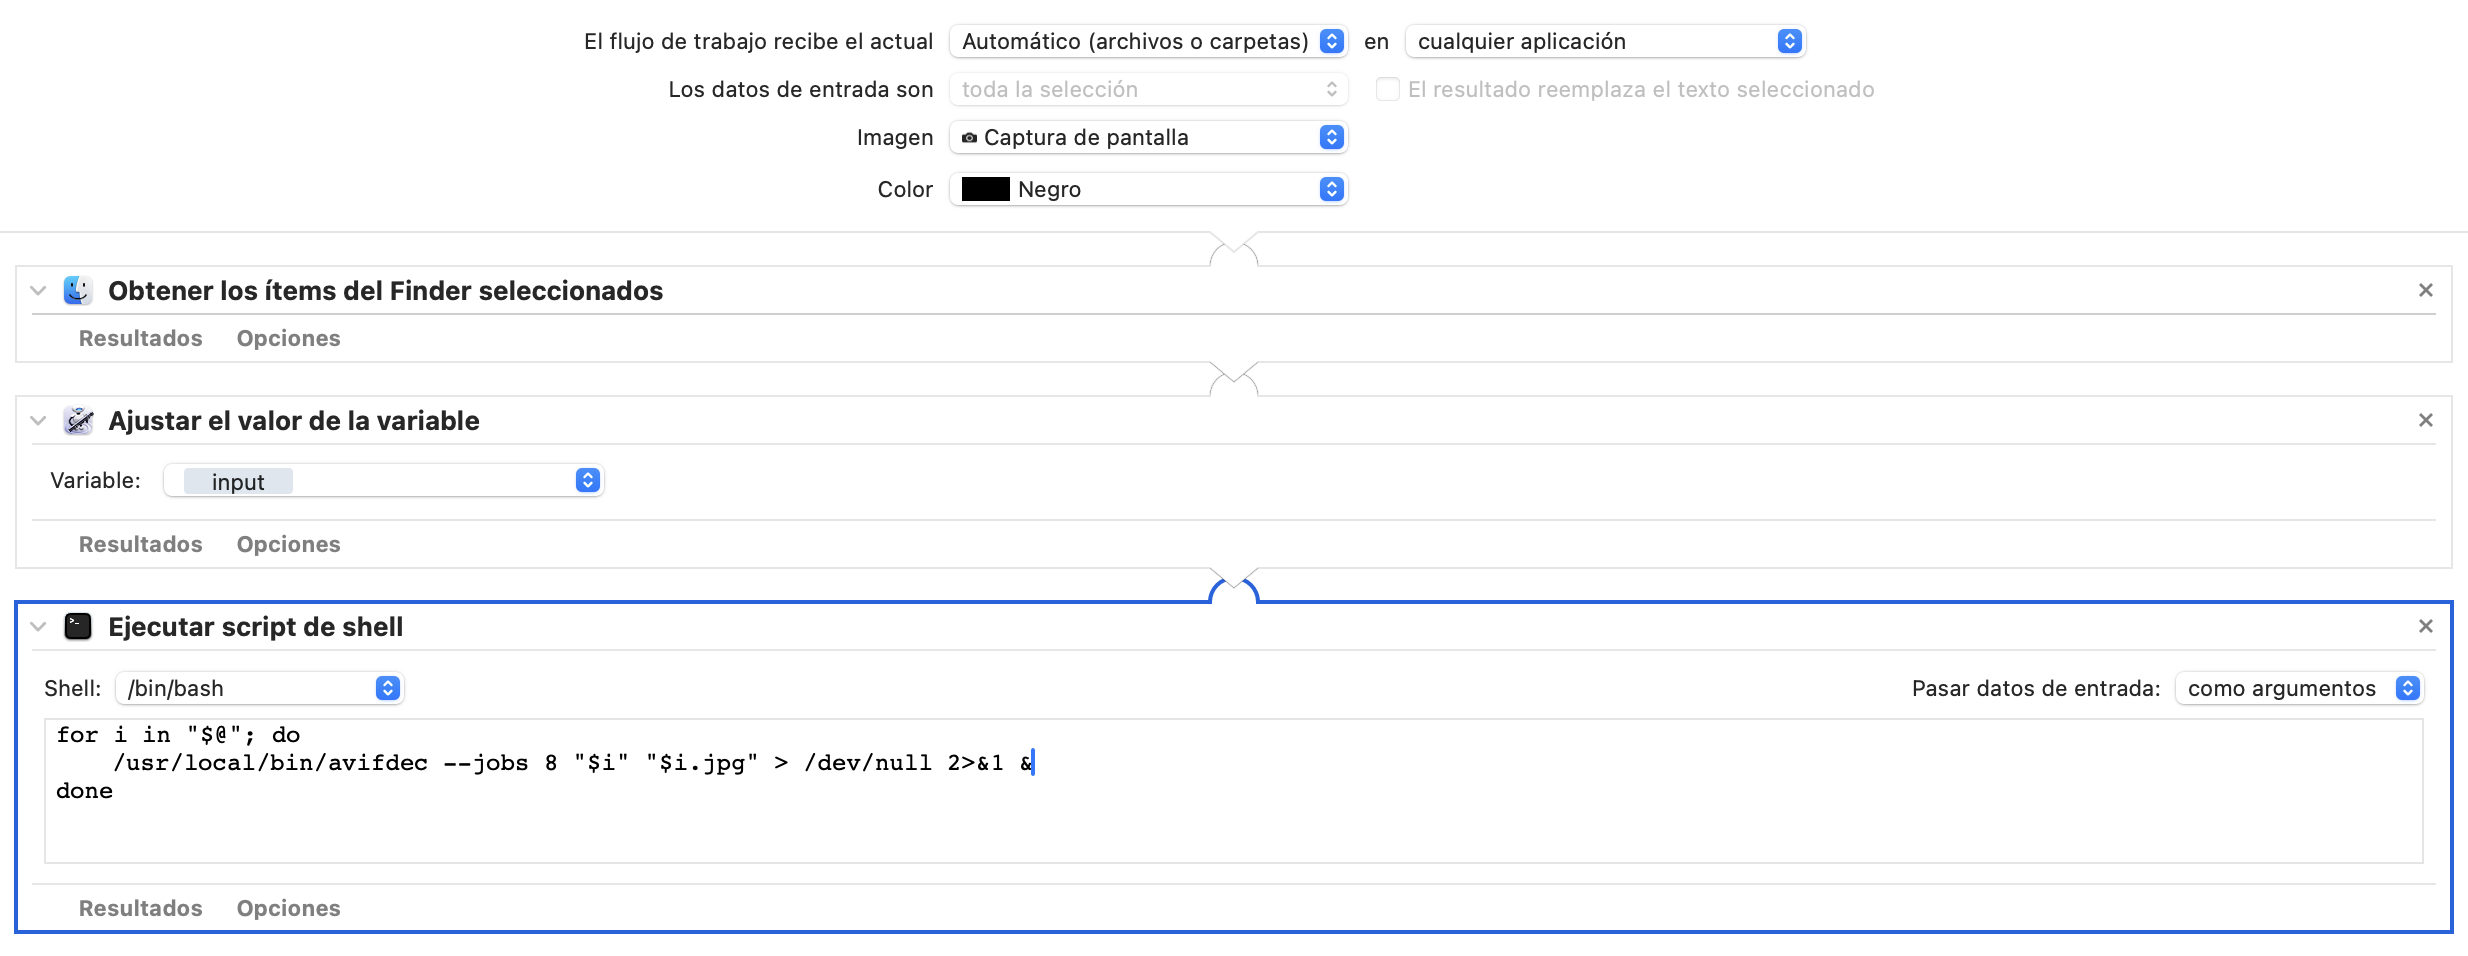 El flujo de trabajo recibe el actual Automático (archivos o carpetas) en cualquier aplicación
Los datos de entrada son toda la selección El resultado reemplaza el texto seleccionado
Imagen Captura de pantalla
Color Negro
Obtener los ítems del Finder seleccionados
Resultados Opciones
Ajustar el valor de la variable
Variable: input
Resultados Opciones
Ejecutar script de shell
Shell: /bin/bash Pasar datos de entrada: como argumentos
for i in "$@"; do
    /usr/local/bin/avifdec --jobs 8 "$i" "$i.jpg" > /dev/null 2>&1 &
done
Resultados Opciones